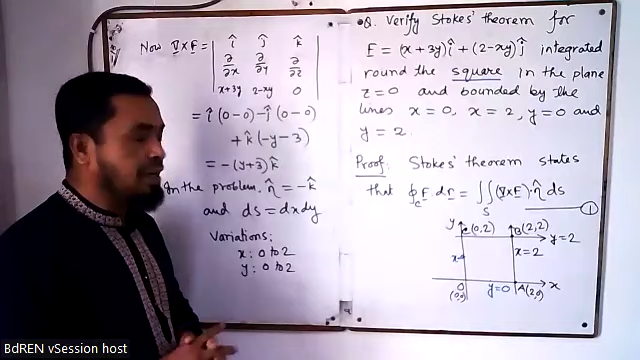 Q. Verify Stokes' theorem for
F = (x+3y)î + (2-xy)ĵ integrated
round the square in the plane
z=0 and bounded by the
lines x=0, x=2, y=0 and
y=2.
Proof: Stokes' theorem states
that ∮_C F.dr = ∬_S (∇×F).n̂ ds ——— ①
y C(0,2) B(2,2)
y=2
x=2
O y=0 A(2,0) x
(0,0)
Now ∇×F = | î ĵ k̂ |
∂/∂x ∂/∂y ∂/∂z
x+3y 2-xy 0
= î(0-0) - ĵ(0-0)
+ k̂(-y-3)
= -(y+3)k̂
In the problem, n̂ = -k̂
and ds = dxdy
Variations:
x: 0 to 2
y: 0 to 2
BdREN vSession host